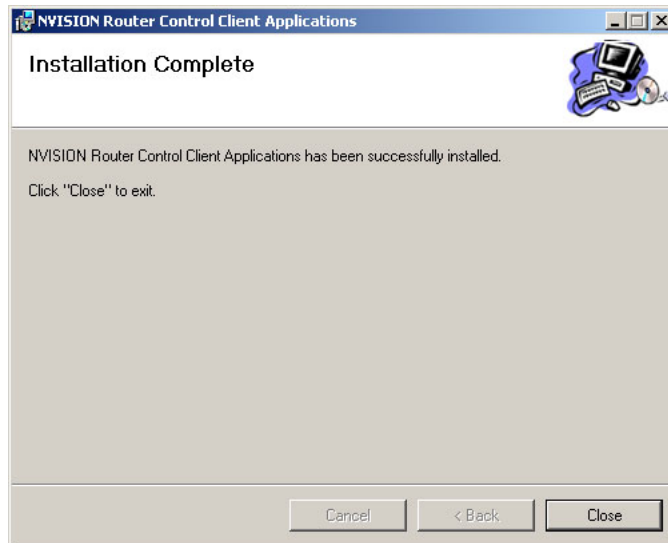 NVISION Router Control Client Applications
Installation Complete
NVISION Router Control Client Applications has been successfully installed.
Click "Close" to exit.
Cancel
< Back
Close